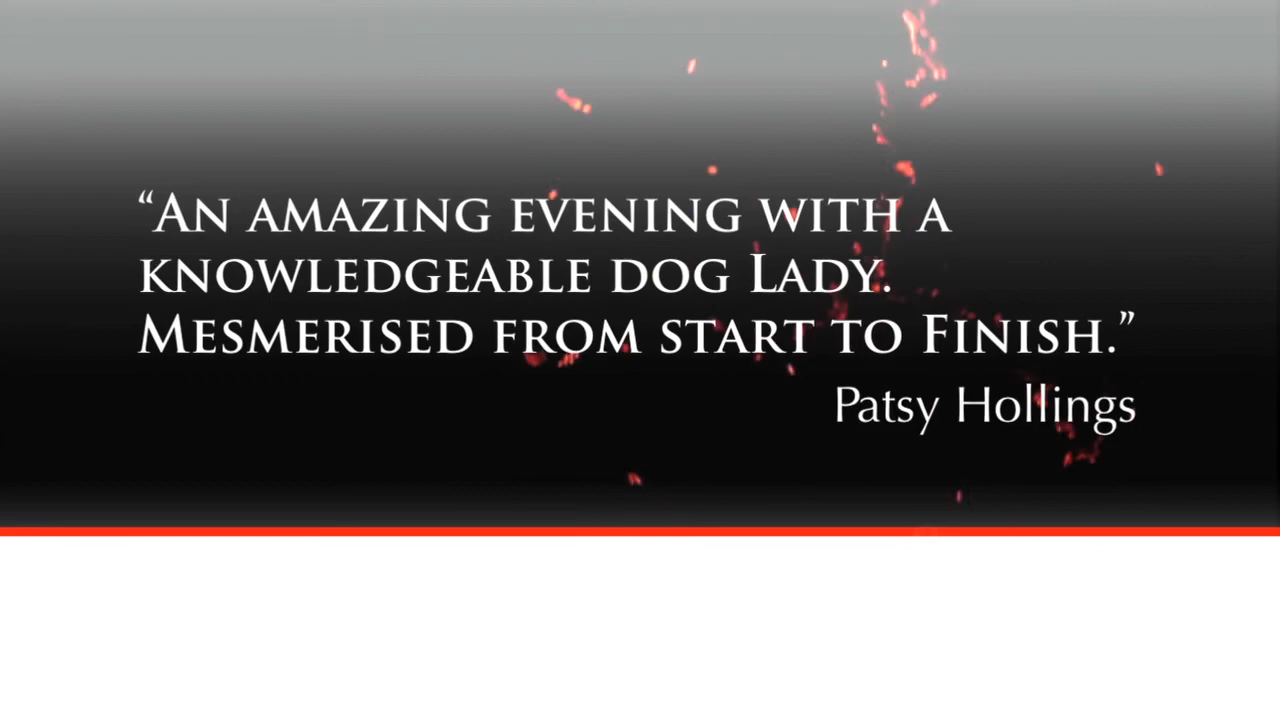 “An amazing evening with a
knowledgeable dog Lady.
Mesmerised from start to Finish.”
Patsy Hollings